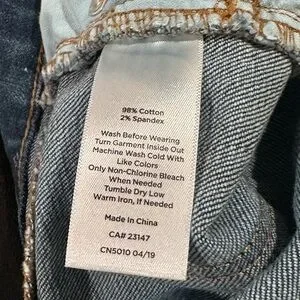 98% Cotton
2% Spandex
Wash Before Wearing
Turn Garment Inside Out
Machine Wash Cold With
Like Colors
Only Non-Chlorine Bleach
When Needed
Tumble Dry Low
Warm Iron, If Needed
Made In China
CA# 23147
CN5010 04/19